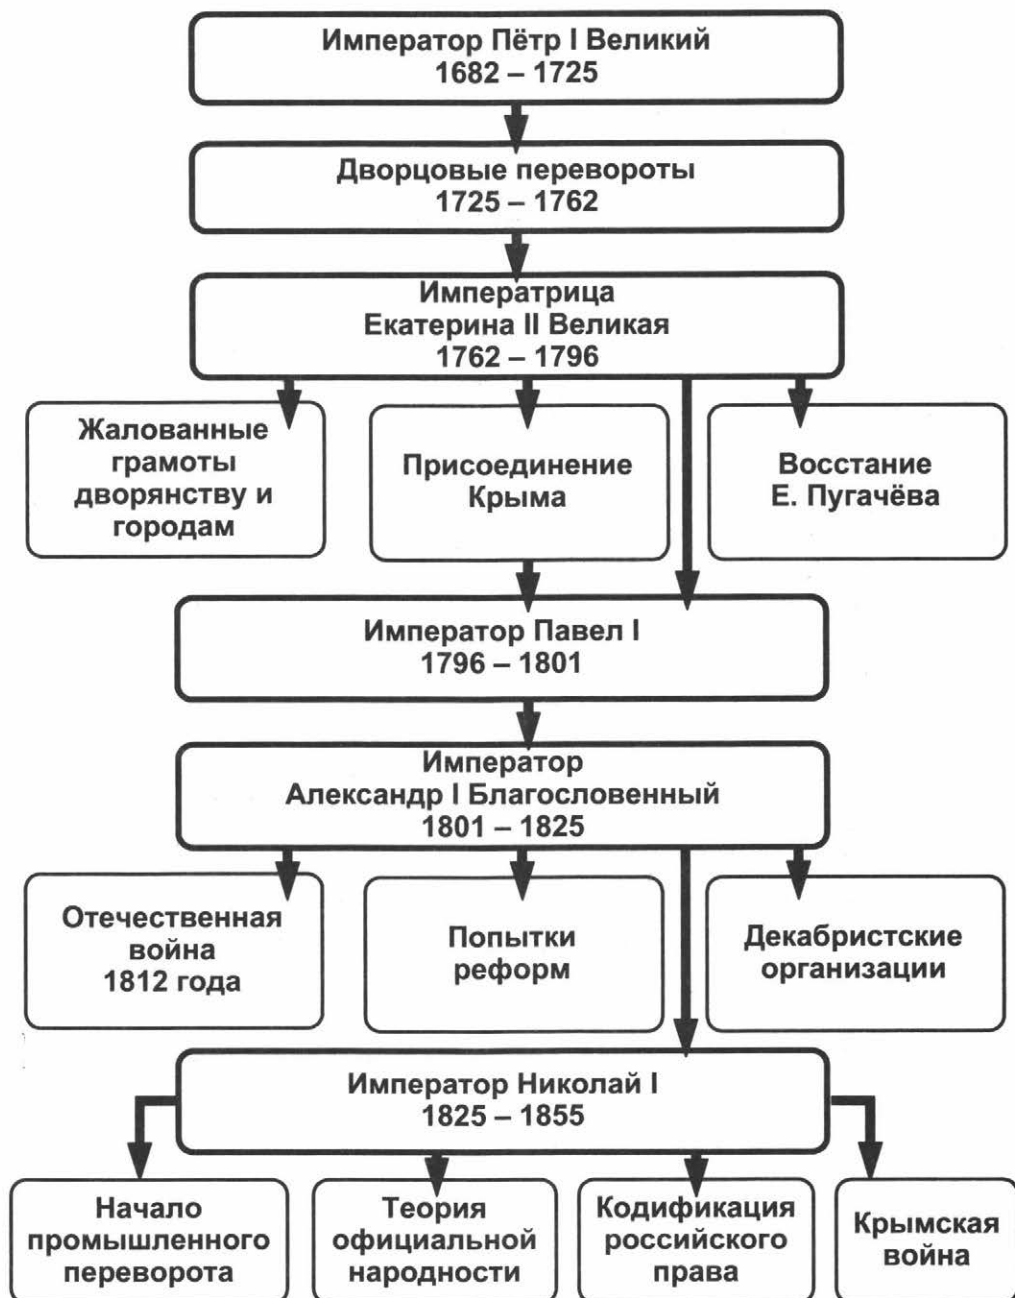 Император Пётр I Великий
1682 – 1725
Дворцовые перевороты
1725 – 1762
Императрица
Екатерина II Великая
1762 – 1796
Жалованные
грамоты
дворянству и
городам
Присоединение
Крыма
Восстание
Е. Пугачёва
Император Павел I
1796 – 1801
Император
Александр I Благословенный
1801 – 1825
Отечественная
война
1812 года
Попытки
реформ
Декабристские
организации
Император Николай I
1825 – 1855
Начало
промышленного
переворота
Теория
официальной
народности
Кодификация
российского
права
Крымская
война